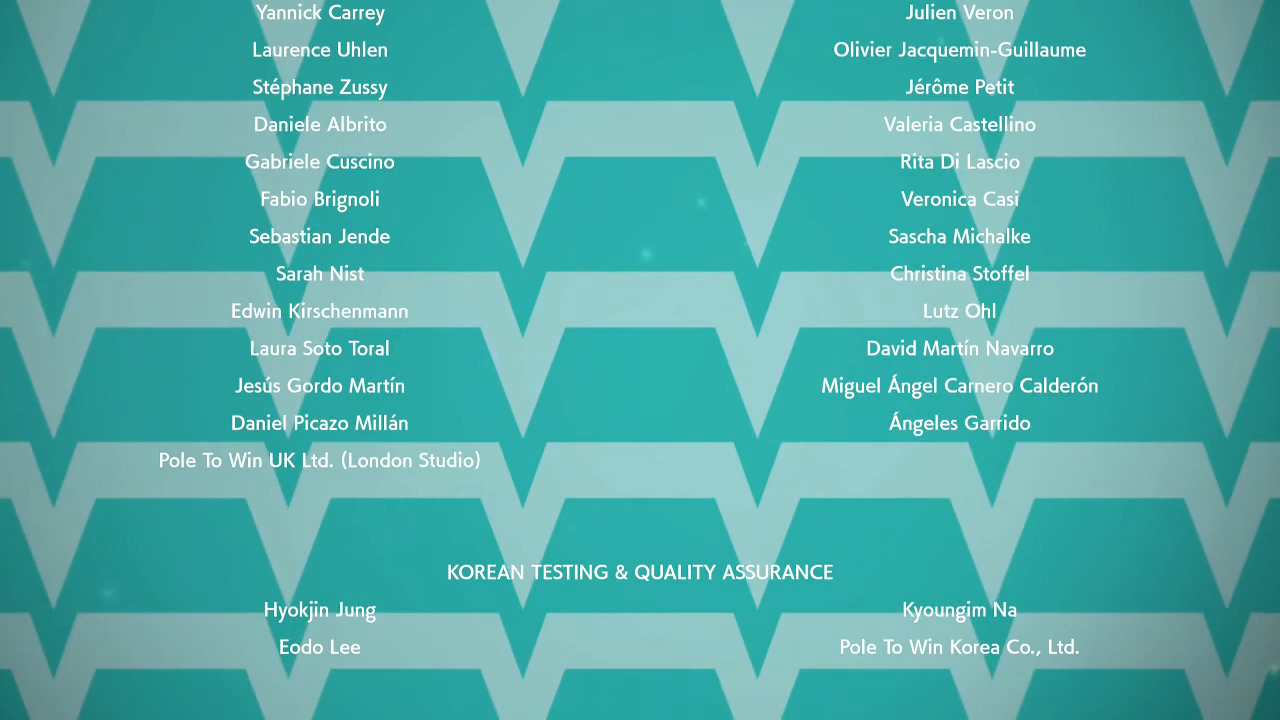 Yannick Carrey
Julien Veron
Laurence Uhlen
Olivier Jacquemin-Guillaume
Stéphane Zussy
Jérôme Petit
Daniele Albrito
Valeria Castellino
Gabriele Cuscino
Rita Di Lascio
Fabio Brignoli
Veronica Casi
Sebastian Jende
Sascha Michalke
Sarah Nist
Christina Stoffel
Edwin Kirschenmann
Lutz Ohl
Laura Soto Toral
David Martín Navarro
Jesús Gordo Martín
Miguel Ángel Carnero Calderón
Daniel Picazo Millán
Ángeles Garrido
Pole To Win UK Ltd. (London Studio)
KOREAN TESTING & QUALITY ASSURANCE
Hyokjin Jung
Kyoungim Na
Eodo Lee
Pole To Win Korea Co., Ltd.